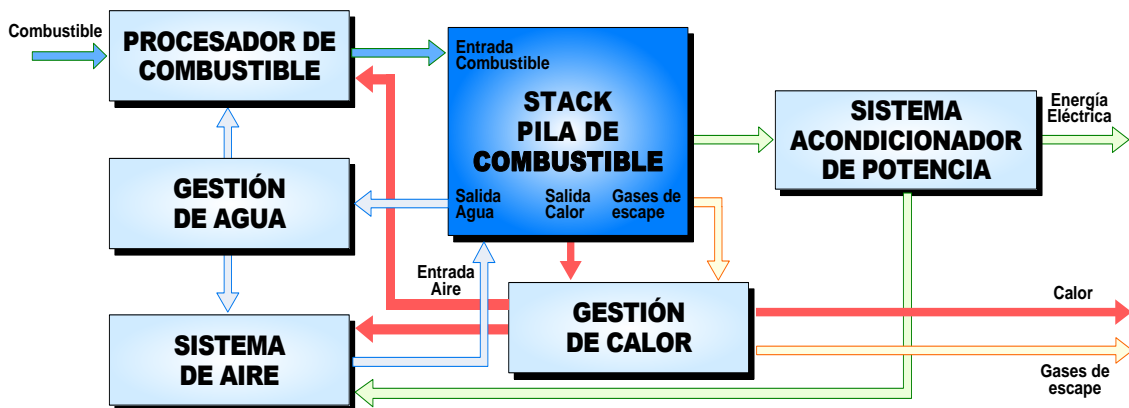 Combustible
PROCESADOR DE
COMBUSTIBLE
Entrada
Combustible
STACK
PILA DE
COMBUSTIBLE
Salida
Agua
Salida
Calor
Gases de
escape
SISTEMA
ACONDICIONADOR
DE POTENCIA
Energía
Eléctrica
GESTIÓN
DE AGUA
Entrada
Aire
GESTIÓN
DE CALOR
Calor
SISTEMA
DE AIRE
Gases de
escape